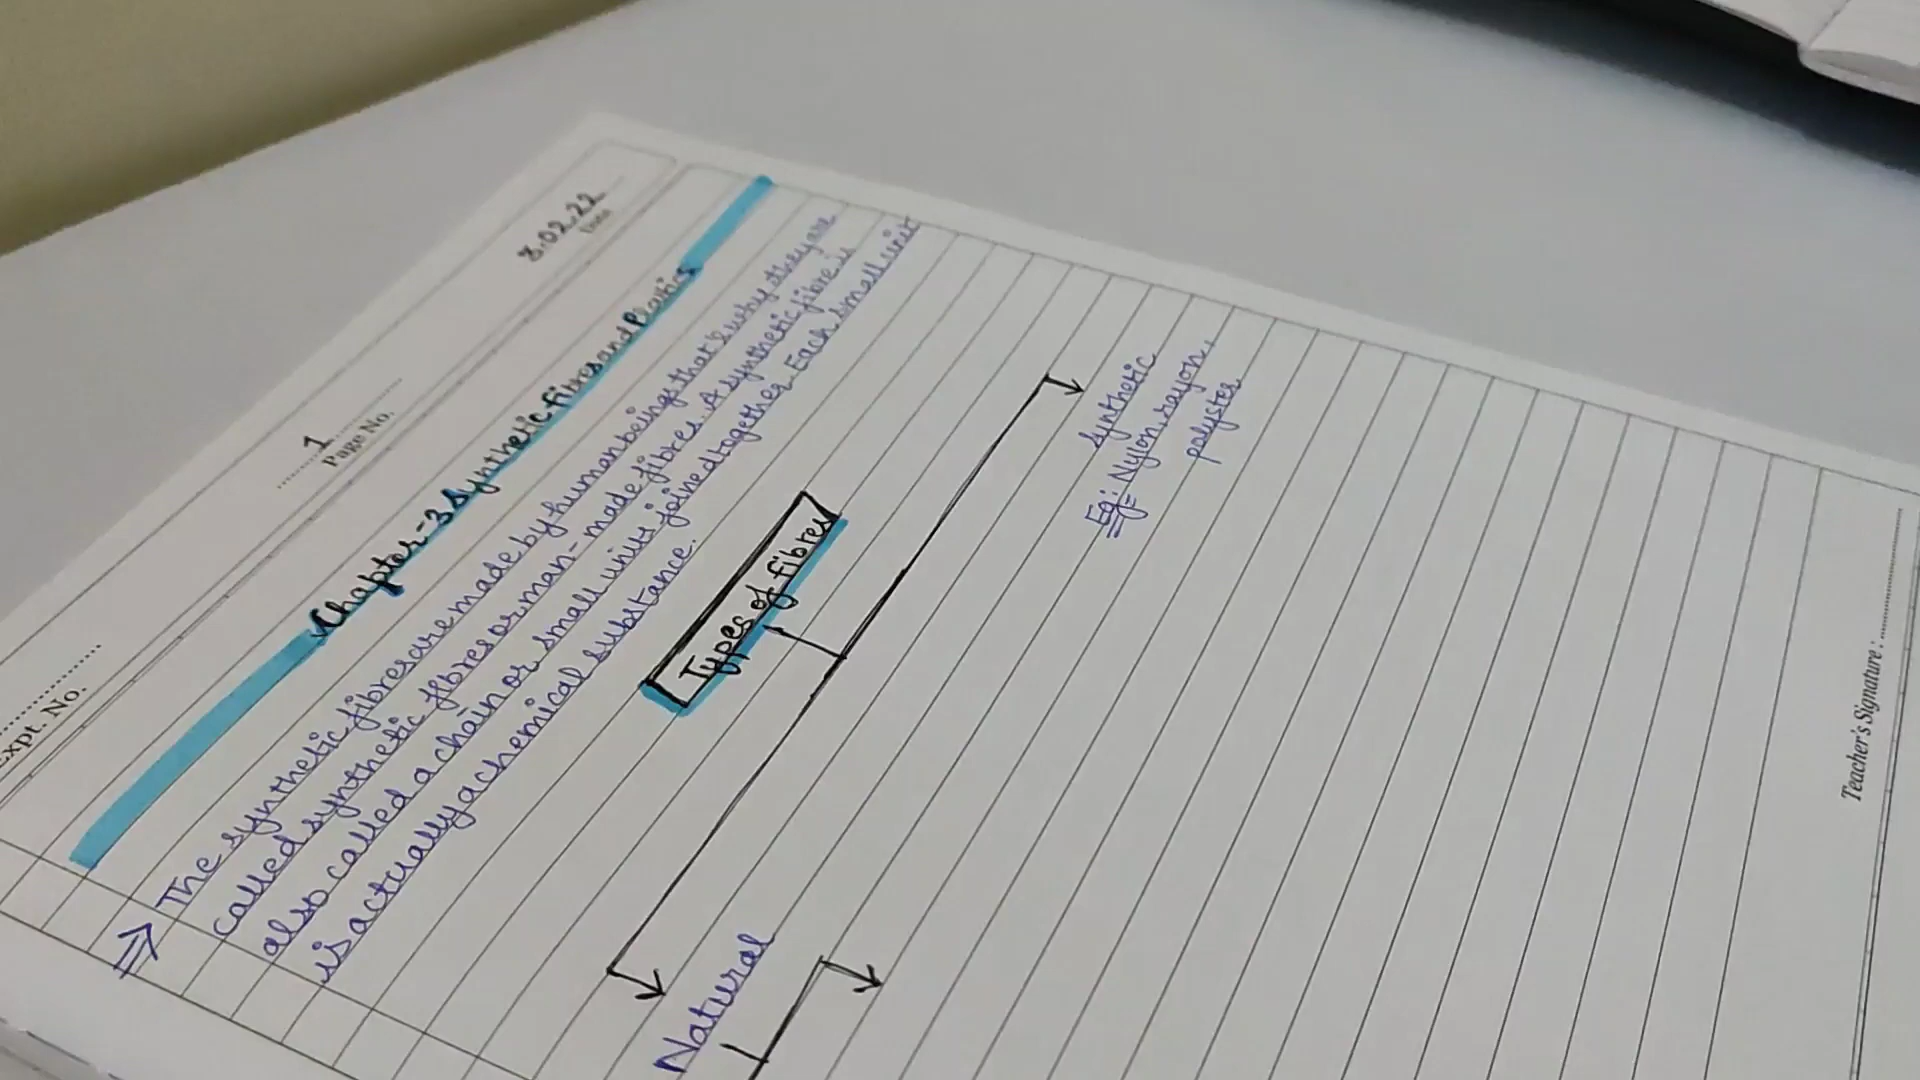 Expt. No.
1
Page No.
8.02.22
Date
Chapter-3 Synthetic fibres and Plastics
⇒ The synthetic fibres are made by human beings that is why they are
called synthetic fibres or man-made fibres. A synthetic fibre is
also called a chain or small units joined together. Each small unit
is actually a chemical substance.
Types of fibres
Natural
Synthetic
Eg: Nylon, rayon,
polyster
Teacher's Signature :